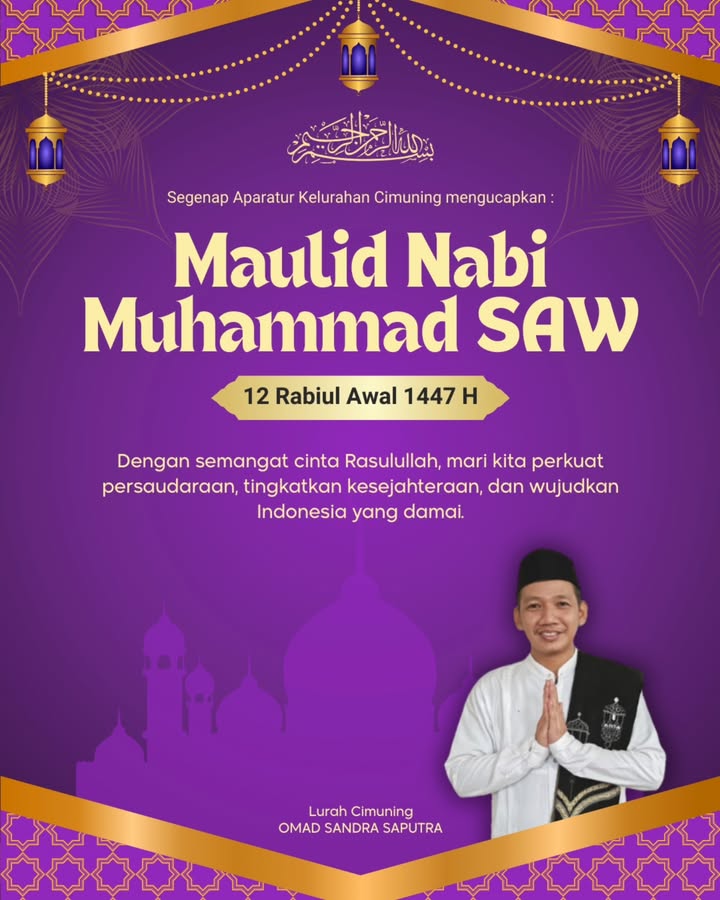 بسم الله الرحمن الرحيم
Segenap Aparatur Kelurahan Cimuning mengucapkan :
Maulid Nabi
Muhammad SAW
12 Rabiul Awal 1447 H
Dengan semangat cinta Rasulullah, mari kita perkuat
persaudaraan, tingkatkan kesejahteraan, dan wujudkan
Indonesia yang damai.
Lurah Cimuning
OMAD SANDRA SAPUTRA